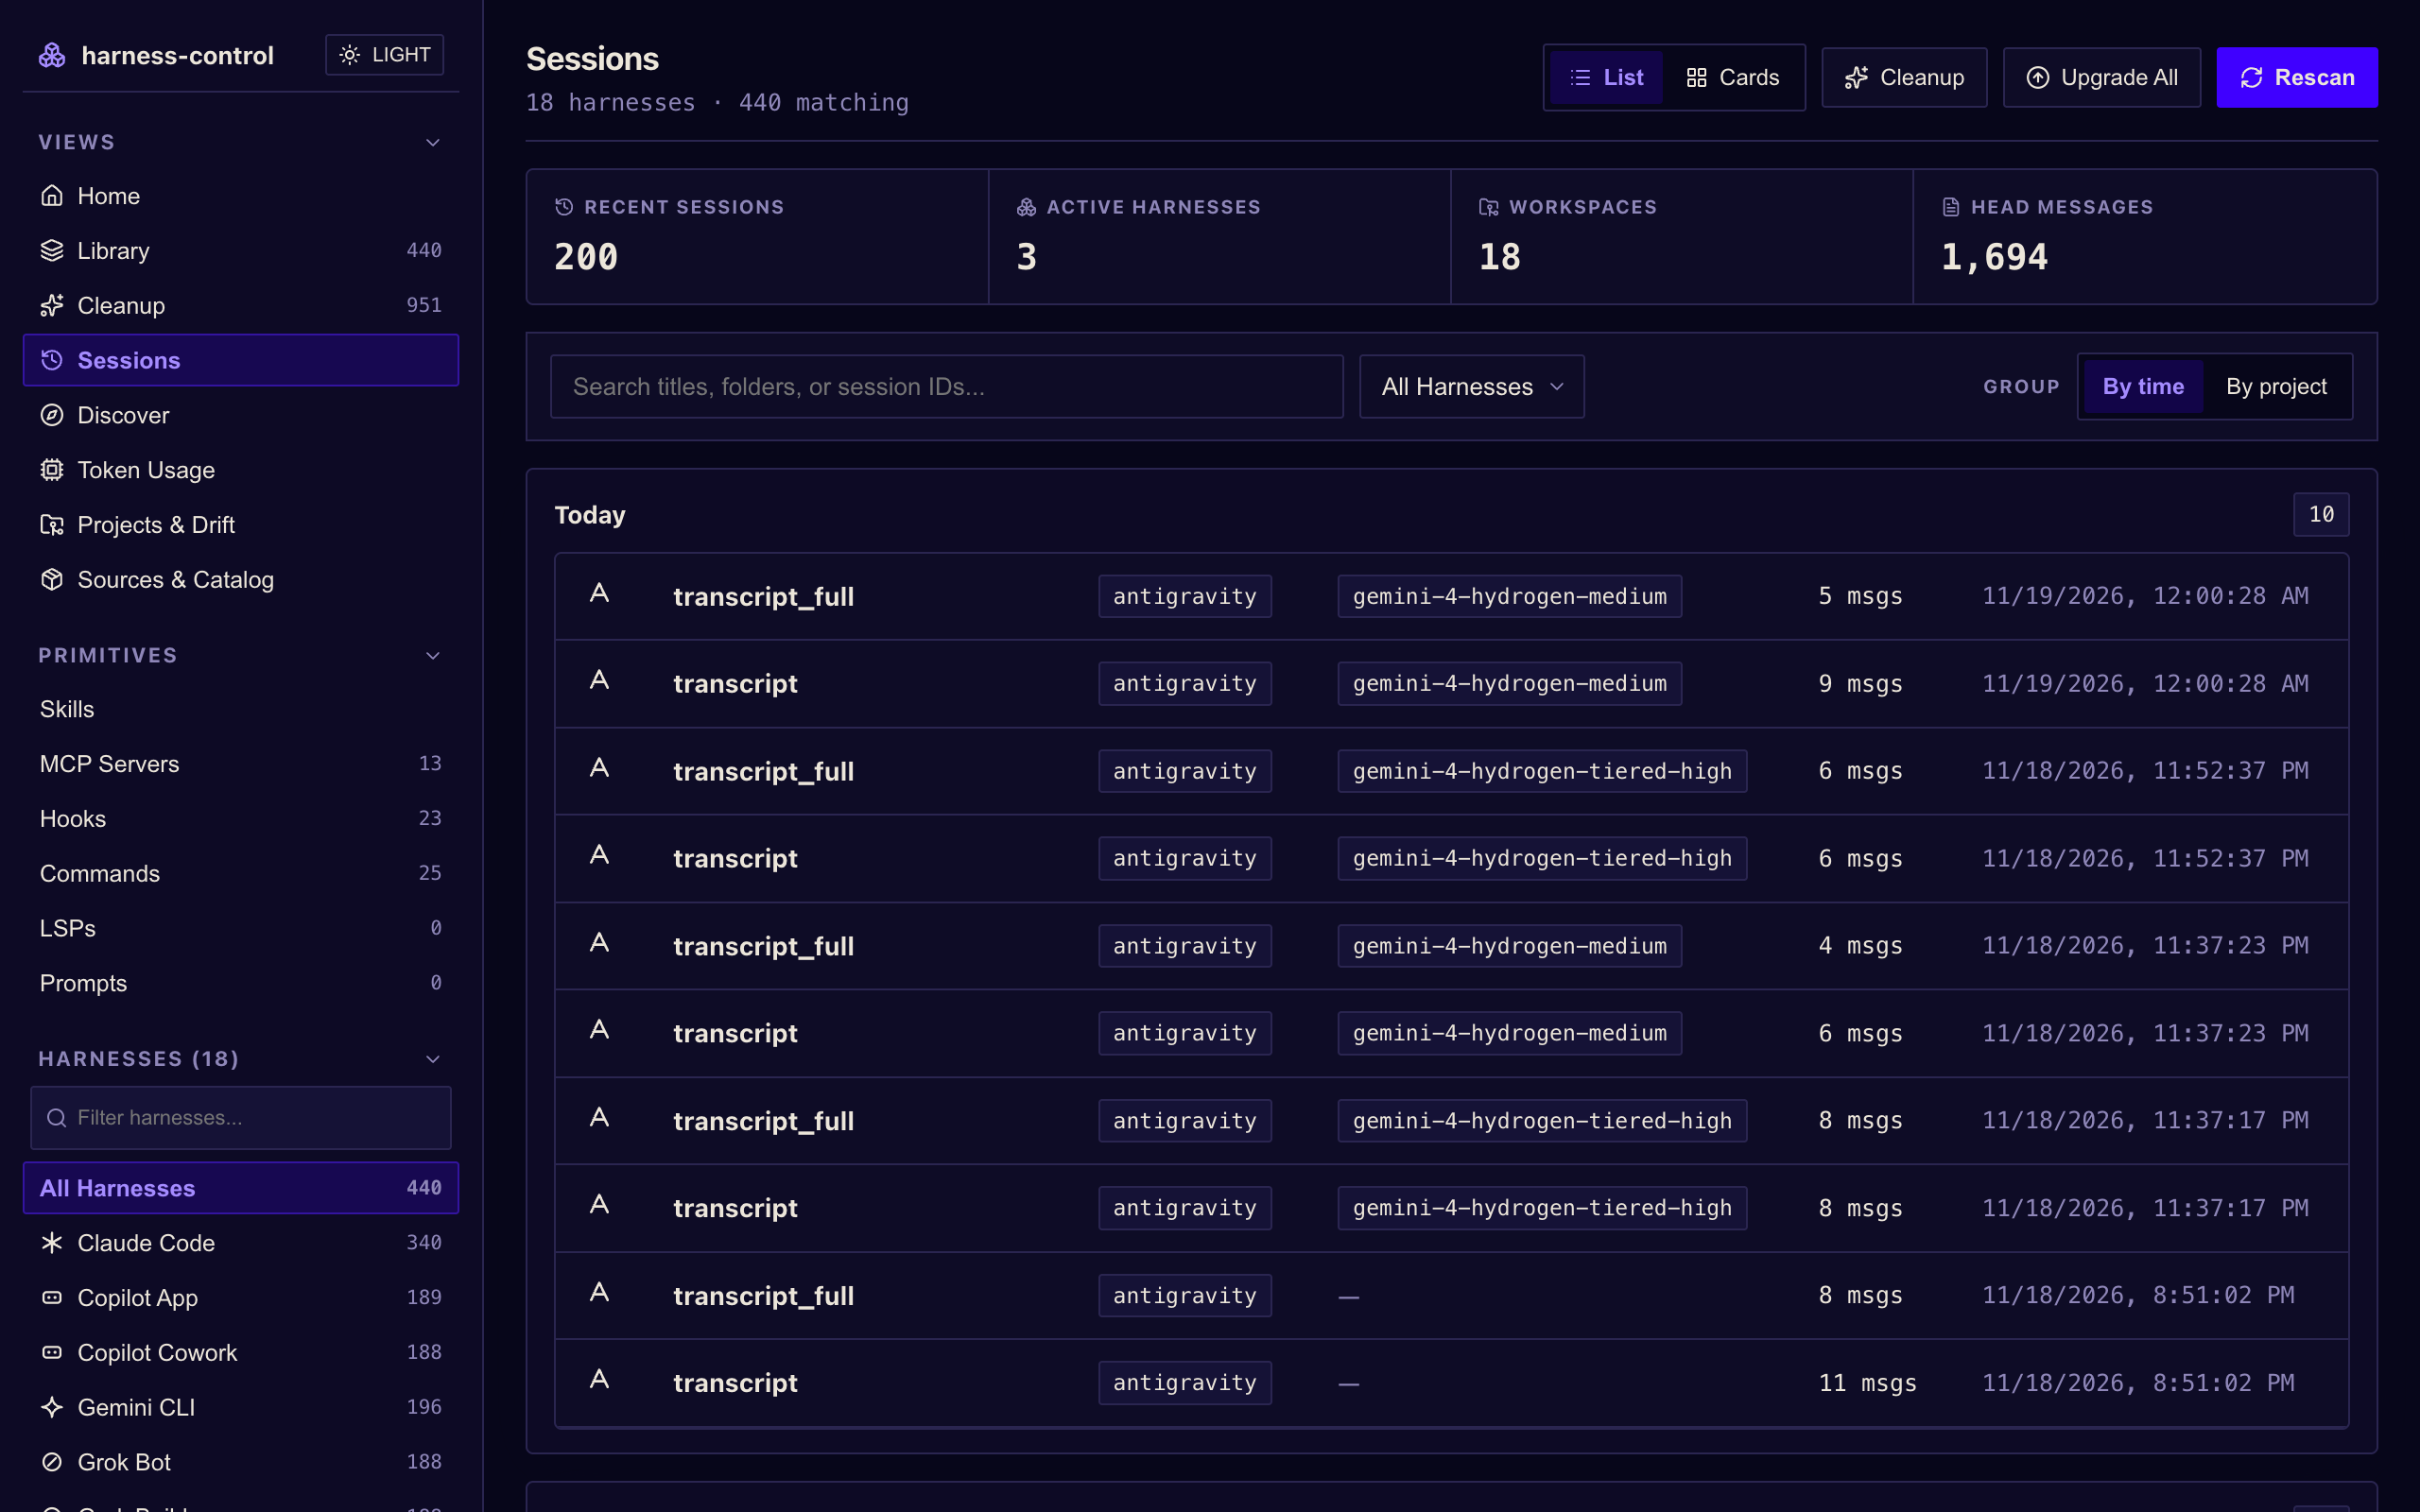 harness-control
LIGHT
VIEWS
Home
Library 440
Cleanup 951
Sessions
Discover
Token Usage
Projects & Drift
Sources & Catalog
PRIMITIVES
Skills
MCP Servers 13
Hooks 23
Commands 25
LSPs 0
Prompts 0
HARNESSES (18)
Filter harnesses...
All Harnesses 440
Claude Code 340
Copilot App 189
Copilot Cowork 188
Gemini CLI 196
Grok Bot 188
Sessions
18 harnesses · 440 matching
List Cards Cleanup Upgrade All Rescan
RECENT SESSIONS ACTIVE HARNESSES WORKSPACES HEAD MESSAGES
200 3 18 1,694
Search titles, folders, or session IDs... All Harnesses GROUP By time By project
Today 10
transcript_full antigravity gemini-4-hydrogen-medium 5 msgs 11/19/2026, 12:00:28 AM
transcript antigravity gemini-4-hydrogen-medium 9 msgs 11/19/2026, 12:00:28 AM
transcript_full antigravity gemini-4-hydrogen-tiered-high 6 msgs 11/18/2026, 11:52:37 PM
transcript antigravity gemini-4-hydrogen-tiered-high 6 msgs 11/18/2026, 11:52:37 PM
transcript_full antigravity gemini-4-hydrogen-medium 4 msgs 11/18/2026, 11:37:23 PM
transcript antigravity gemini-4-hydrogen-medium 6 msgs 11/18/2026, 11:37:23 PM
transcript_full antigravity gemini-4-hydrogen-tiered-high 8 msgs 11/18/2026, 11:37:17 PM
transcript antigravity gemini-4-hydrogen-tiered-high 8 msgs 11/18/2026, 11:37:17 PM
transcript_full antigravity — 8 msgs 11/18/2026, 8:51:02 PM
transcript antigravity — 11 msgs 11/18/2026, 8:51:02 PM